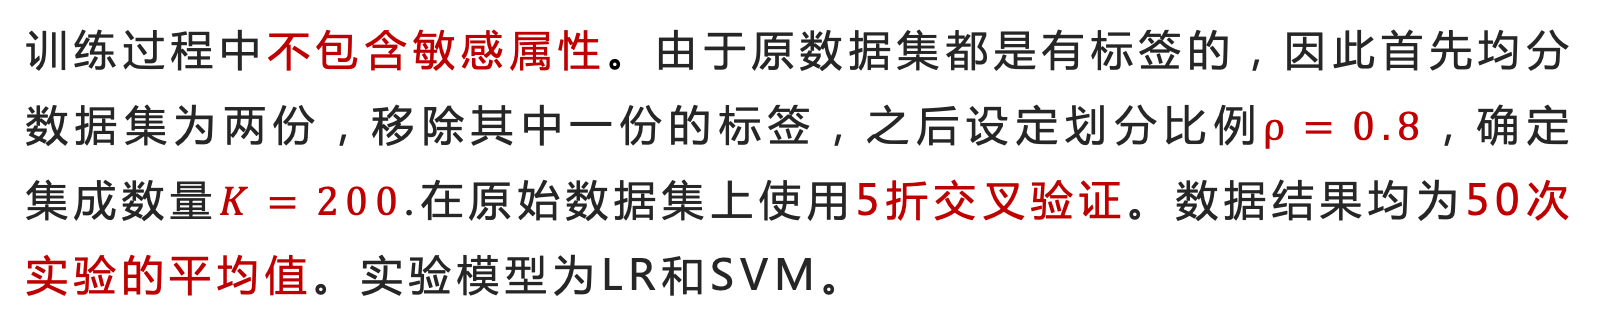 训练过程中不包含敏感属性。由于原数据集都是有标签的，因此首先均分
数据集为两份，移除其中一份的标签，之后设定划分比例ρ = 0.8，确定
集成数量K = 200.在原始数据集上使用5折交叉验证。数据结果均为50次
实验的平均值。实验模型为LR和SVM。